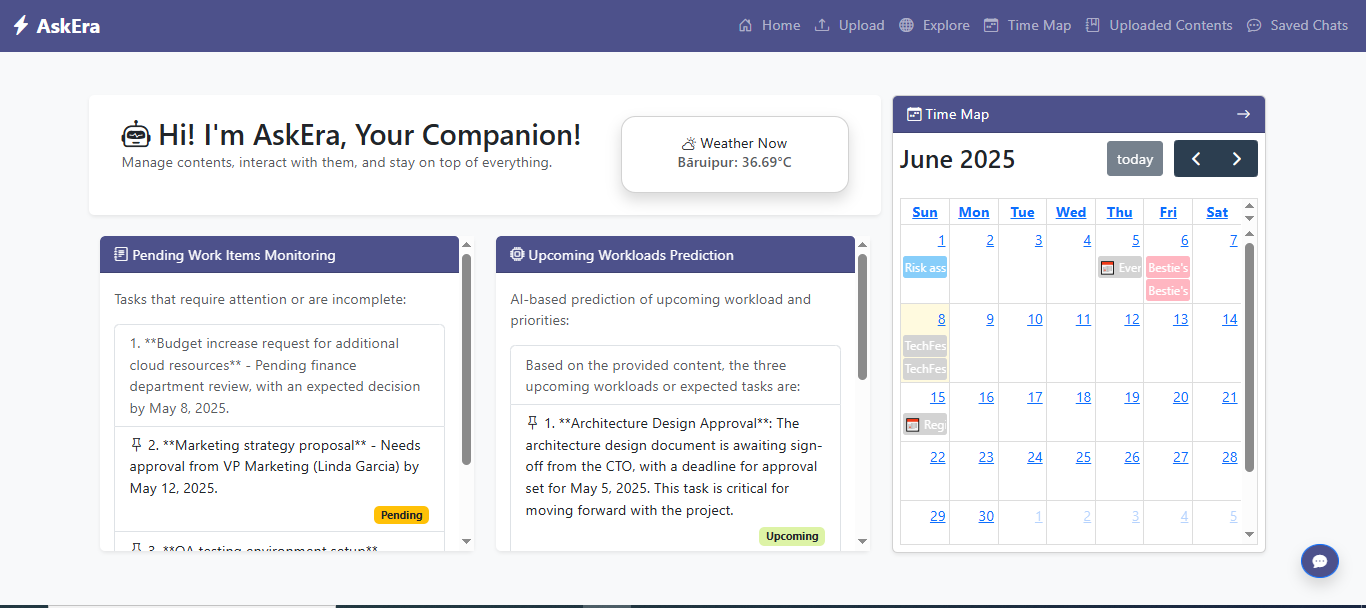 AskEra
Home Upload Explore Time Map Uploaded Contents Saved Chats
Hi! I'm AskEra, Your Companion!
Manage contents, interact with them, and stay on top of everything.
Weather Now
Bāruipur: 36.69°C
Pending Work Items Monitoring
Tasks that require attention or are incomplete:
1. **Budget increase request for additional
cloud resources** - Pending finance
department review, with an expected decision
by May 8, 2025.
2. **Marketing strategy proposal** - Needs
approval from VP Marketing (Linda Garcia) by
May 12, 2025.
Pending
3. **QA testing environment setup**
Upcoming Workloads Prediction
AI-based prediction of upcoming workload and
priorities:
Based on the provided content, the three
upcoming workloads or expected tasks are:
1. **Architecture Design Approval**: The
architecture design document is awaiting sign-
off from the CTO, with a deadline for approval
set for May 5, 2025. This task is critical for
moving forward with the project.
Upcoming
Time Map
June 2025
today
Sun Mon Tue Wed Thu Fri Sat
1 2 3 4 5 6 7
Risk ass Ever Bestie's
Bestie's
8 9 10 11 12 13 14
TechFes
TechFes
15 16 17 18 19 20 21
Reg
22 23 24 25 26 27 28
29 30 1 2 3 4 5